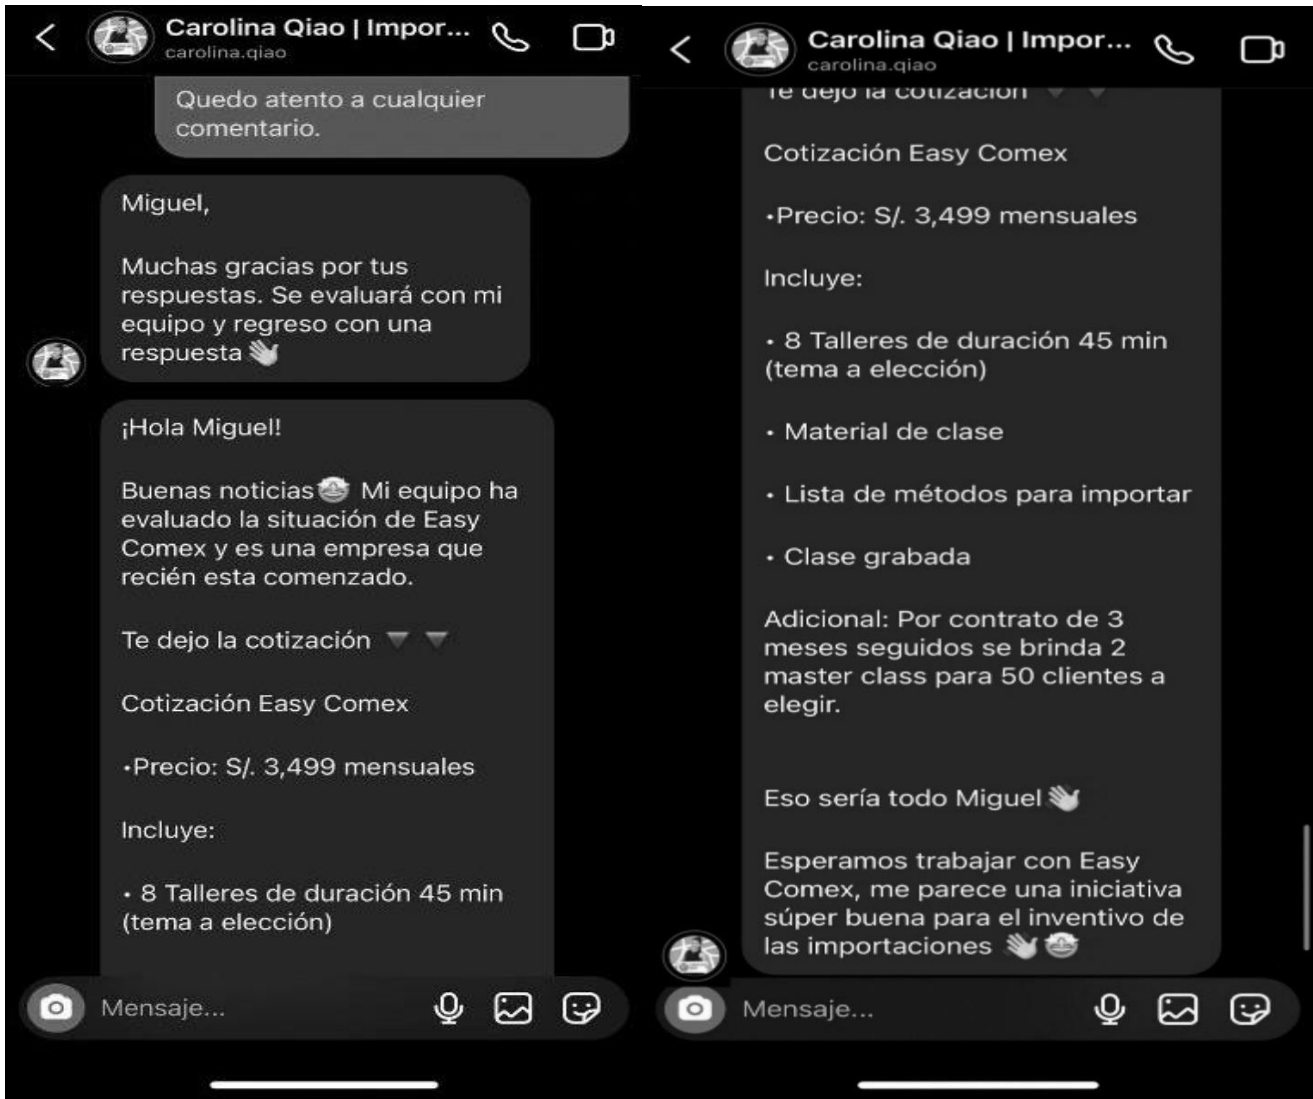 Carolina Qiao | Impor...
carolina.qiao
Quedo atento a cualquier
comentario.
Miguel,
Muchas gracias por tus
respuestas. Se evaluará con mi
equipo y regreso con una
respuesta 👋
¡Hola Miguel!
Buenas noticias🤩 Mi equipo ha
evaluado la situación de Easy
Comex y es una empresa que
recién esta comenzado.
Te dejo la cotización 🔻 🔻
Cotización Easy Comex
•Precio: S/. 3,499 mensuales
Incluye:
• 8 Talleres de duración 45 min
(tema a elección)
Mensaje...
Carolina Qiao | Impor...
carolina.qiao
Te dejo la cotización 🔻 🔻
Cotización Easy Comex
•Precio: S/. 3,499 mensuales
Incluye:
• 8 Talleres de duración 45 min
(tema a elección)
• Material de clase
• Lista de métodos para importar
• Clase grabada
Adicional: Por contrato de 3
meses seguidos se brinda 2
master class para 50 clientes a
elegir.
Eso sería todo Miguel👋
Esperamos trabajar con Easy
Comex, me parece una iniciativa
súper buena para el inventivo de
las importaciones 👋🤩
Mensaje...